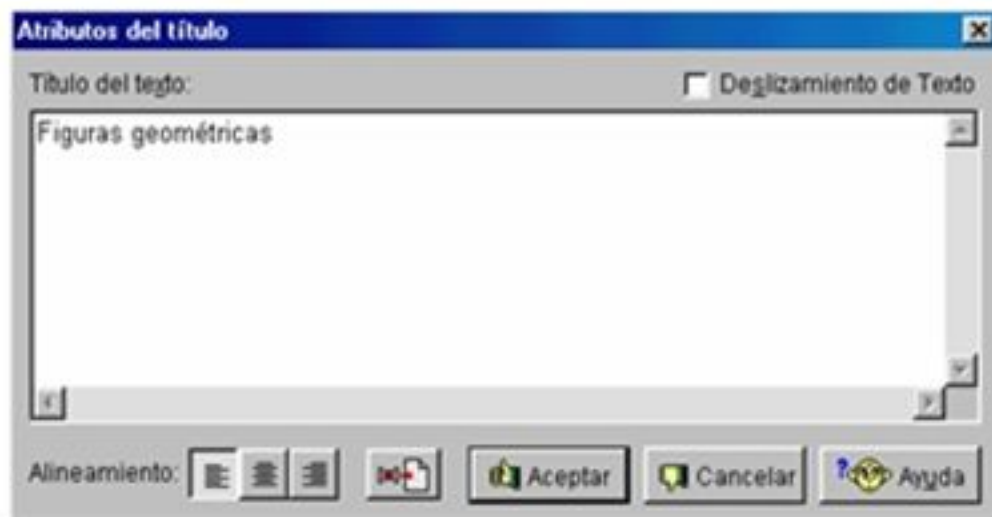 Atributos del título
Título del texto:
Deslizamiento de Texto
Figuras geométricas
Alineamiento:
Aceptar
Cancelar
Ayuda